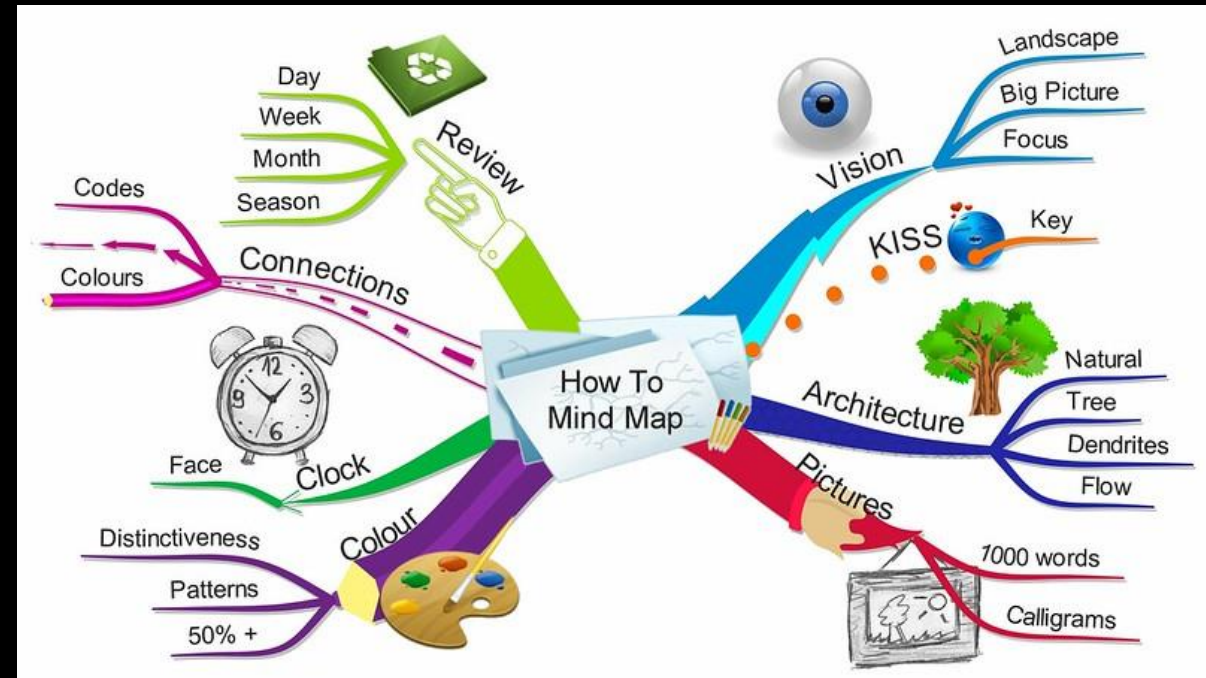 How To
Mind Map
Vision
Landscape
Big Picture
Focus
KISS
Key
Architecture
Natural
Tree
Dendrites
Flow
Pictures
1000 words
Calligrams
Colour
Distinctiveness
Patterns
50% +
Clock
Face
12
3
6
9
Connections
Codes
Colours
Review
Day
Week
Month
Season